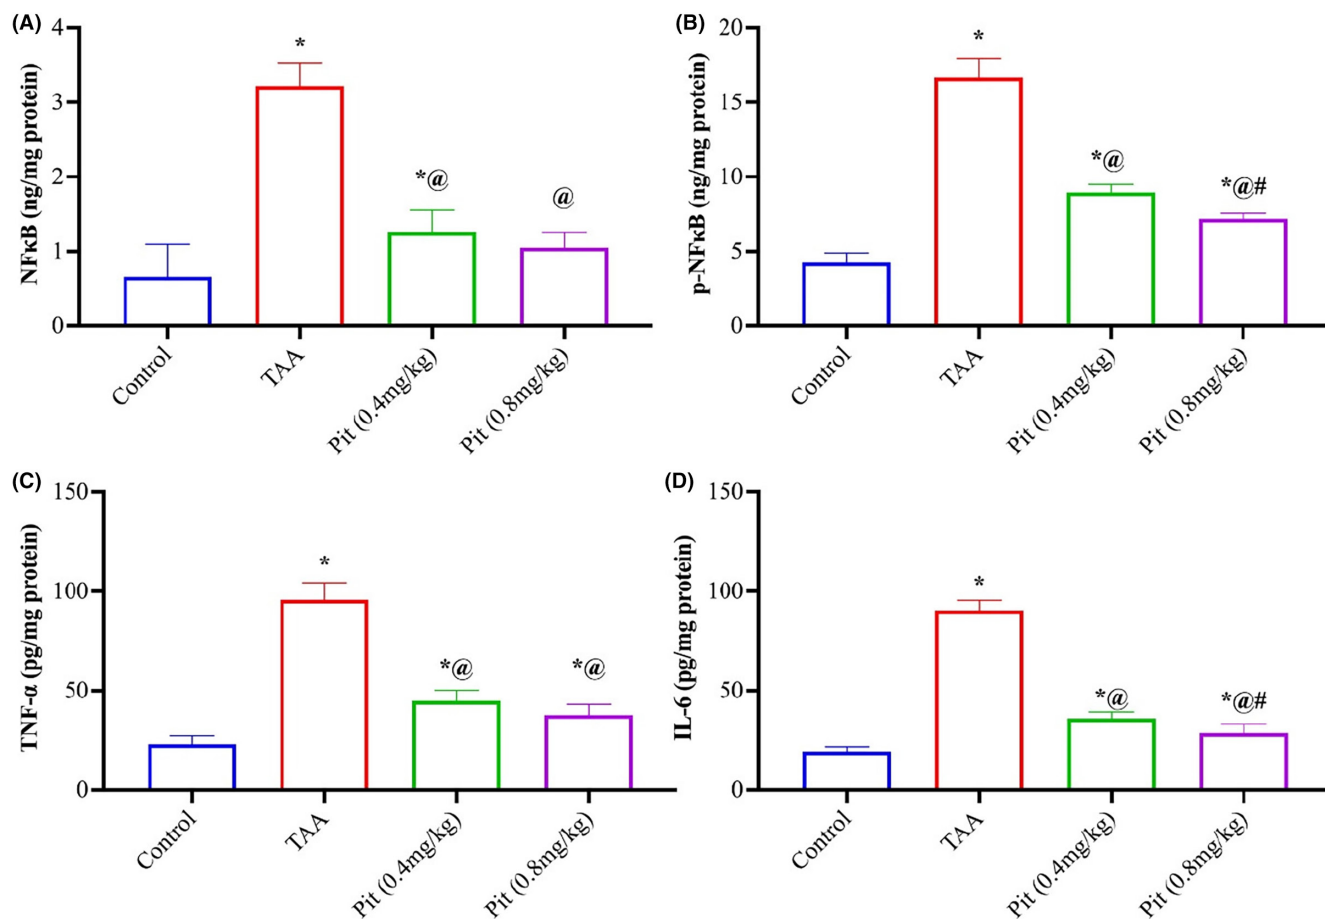 (A)
NFκB (ng/mg protein)
4
3
2
1
0
*
*@
@
Control
TAA
Pit (0.4mg/kg)
Pit (0.8mg/kg)
(B)
p-NFκB (ng/mg protein)
20
15
10
5
0
*
*@
*@#
Control
TAA
Pit (0.4mg/kg)
Pit (0.8mg/kg)
(C)
TNF-α (pg/mg protein)
150
100
50
0
*
*@
*@
Control
TAA
Pit (0.4mg/kg)
Pit (0.8mg/kg)
(D)
IL-6 (pg/mg protein)
150
100
50
0
*
*@
*@#
Control
TAA
Pit (0.4mg/kg)
Pit (0.8mg/kg)